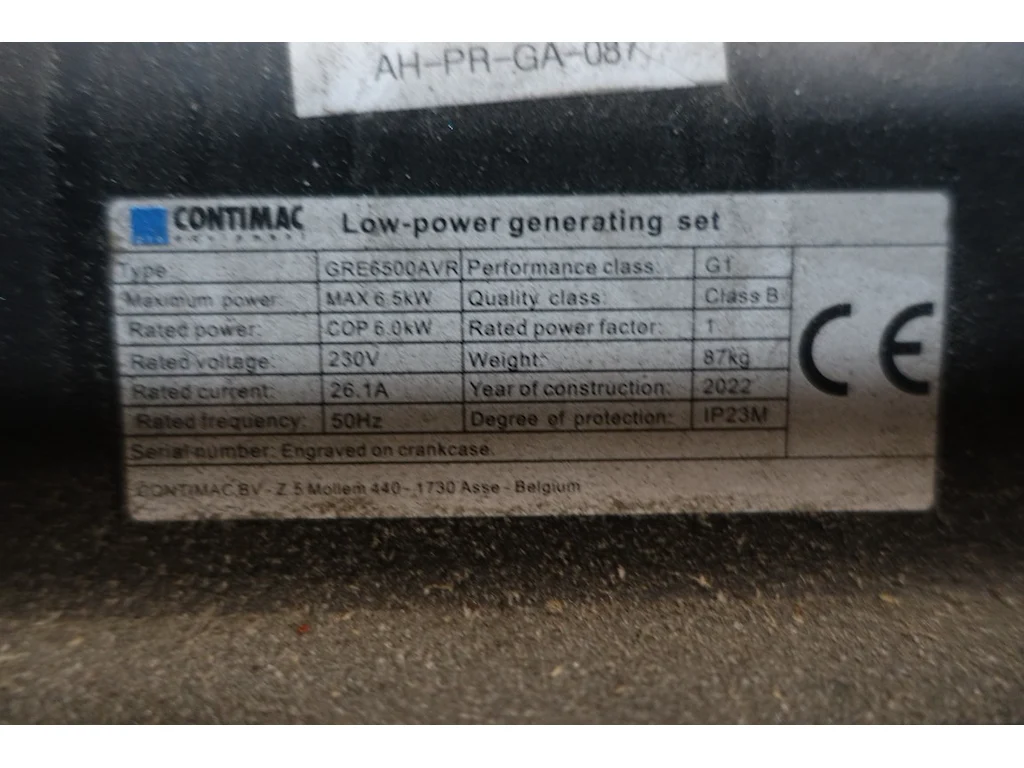 AH-PR-GA-087
CONTIMAC Low-power generating set
EQUIPMENT
Type: GRE6500AVR Performance class: G1
Maximum power: MAX 6.5kW Quality class: Class B
Rated power: COP 6.0kW Rated power factor: 1
Rated voltage: 230V Weight: 87kg
Rated current: 26.1A Year of construction: 2022
Rated frequency: 50Hz Degree of protection: IP23M
Serial number: Engraved on crankcase.
CONTIMAC BV - Z.5 Mollem 440 - 1730 Asse - Belgium
CE